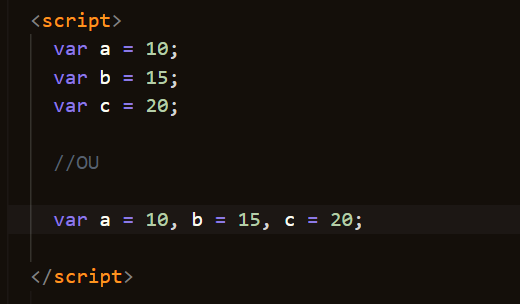 <script>
var a = 10;
var b = 15;
var c = 20;
//OU
var a = 10, b = 15, c = 20;
</script>